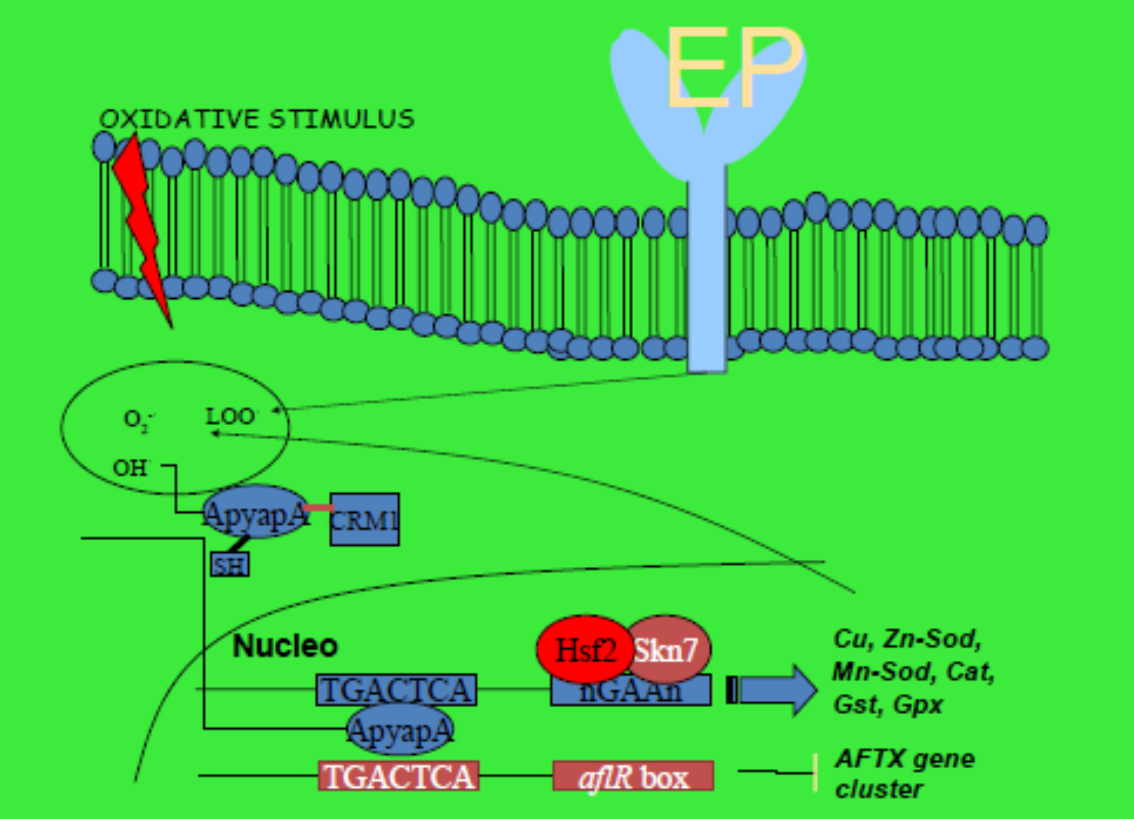 EP
OXIDATIVE STIMULUS
O₂⁻·
LOO·
OH·
ApyapA
CRM1
SH
Nucleo
Hsf2
Skn7
TGACTCA
nGAAn
ApyapA
Cu, Zn-Sod,
Mn-Sod, Cat,
Gst, Gpx
TGACTCA
aflR box
AFTX gene
cluster